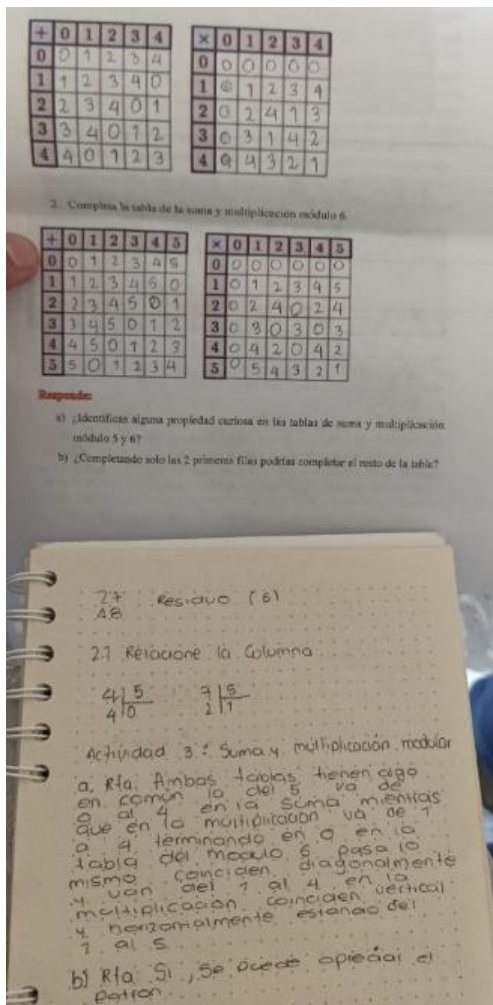 + 0 1 2 3 4
0 0 1 2 3 4
1 1 2 3 4 0
2 2 3 4 0 1
3 3 4 0 1 2
4 4 0 1 2 3
× 0 1 2 3 4
0 0 0 0 0 0
1 0 1 2 3 4
2 0 2 4 1 3
3 0 3 1 4 2
4 0 4 3 2 1
2. Completa la tabla de la suma y multiplicación módulo 6.
+ 0 1 2 3 4 5
0 0 1 2 3 4 5
1 1 2 3 4 5 0
2 2 3 4 5 0 1
3 3 4 5 0 1 2
4 4 5 0 1 2 3
5 5 0 1 2 3 4
× 0 1 2 3 4 5
0 0 0 0 0 0 0
1 0 1 2 3 4 5
2 0 2 4 0 2 4
3 0 3 0 3 0 3
4 0 4 2 0 4 2
5 0 5 4 3 2 1
Responde:
a) ¿Identificas alguna propiedad curiosa en las tablas de suma y multiplicación
módulo 5 y 6?
b) ¿Completando solo las 2 primeras filas podrías completar el resto de la tabla?
27 Residuo (6)
48
2.1 Relacione la Columna
4 5 7 5
4 0 2 1
Actividad 3: Suma y multiplicación modular
a. Rta: Ambas tablas tienen algo
en común la del 5 va de
0 al 4 en la suma mientras
que en la multiplicación va de 1
a 4 terminando en 0 en la
tabla del modulo 6 pasa lo
mismo coinciden diagonalmente
y van del 1 al 4 en la
multiplicación coinciden vertical
y horizontalmente estando del
1 al 5.
b) Rta Si, se puede el
patron